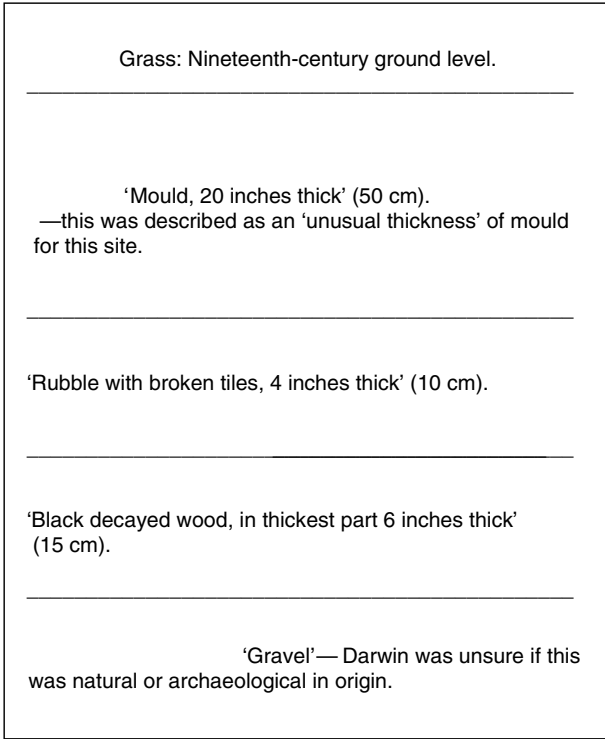 Grass: Nineteenth-century ground level.
‘Mould, 20 inches thick’ (50 cm).
—this was described as an ‘unusual thickness’ of mould
for this site.
‘Rubble with broken tiles, 4 inches thick’ (10 cm).
‘Black decayed wood, in thickest part 6 inches thick’
(15 cm).
‘Gravel’— Darwin was unsure if this
was natural or archaeological in origin.